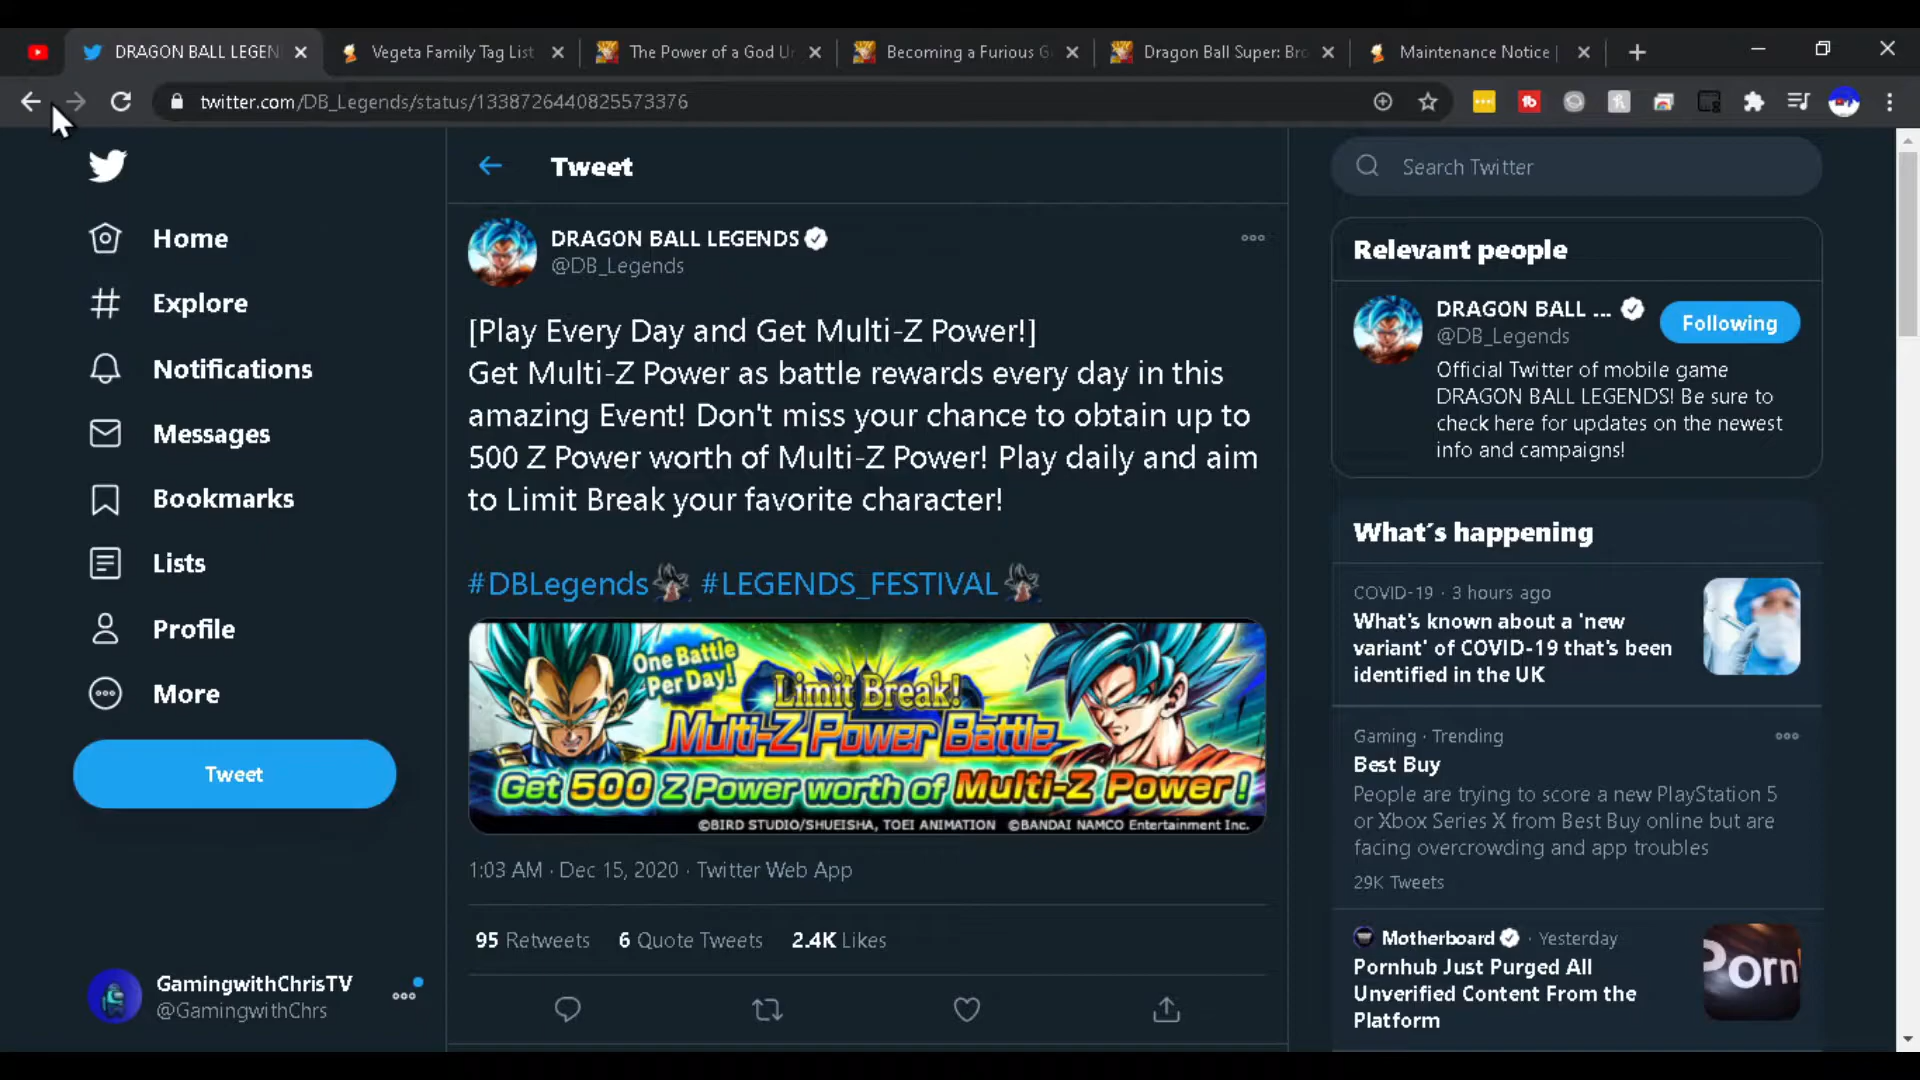 DRAGON BALL LEGEN
Vegeta Family Tag List
The Power of a God Ur
Becoming a Furious G
Dragon Ball Super: Bro
Maintenance Notice |
twitter.com/DB_Legends/status/1338726440825573376
Home
Explore
Notifications
Messages
Bookmarks
Lists
Profile
More
Tweet
GamingwithChrisTV
@GamingwithChrs
Tweet
DRAGON BALL LEGENDS
@DB_Legends
[Play Every Day and Get Multi-Z Power!]
Get Multi-Z Power as battle rewards every day in this
amazing Event! Don't miss your chance to obtain up to
500 Z Power worth of Multi-Z Power! Play daily and aim
to Limit Break your favorite character!
#DBLegends #LEGENDS_FESTIVAL
One Battle
Per Day!
Limit Break!
Multi-Z Power Battle
Get 500 Z Power worth of Multi-Z Power!
©BIRD STUDIO/SHUEISHA, TOEI ANIMATION ©BANDAI NAMCO Entertainment Inc.
1:03 AM · Dec 15, 2020 · Twitter Web App
95 Retweets 6 Quote Tweets 2.4K Likes
Search Twitter
Relevant people
DRAGON BALL ...
@DB_Legends
Following
Official Twitter of mobile game
DRAGON BALL LEGENDS! Be sure to
check here for updates on the newest
info and campaigns!
What's happening
COVID-19 · 3 hours ago
What's known about a 'new
variant' of COVID-19 that's been
identified in the UK
Gaming · Trending
Best Buy
People are trying to score a new PlayStation 5
or Xbox Series X from Best Buy online but are
facing overcrowding and app troubles
29K Tweets
Motherboard · Yesterday
Pornhub Just Purged All
Unverified Content From the
Platform
Porn